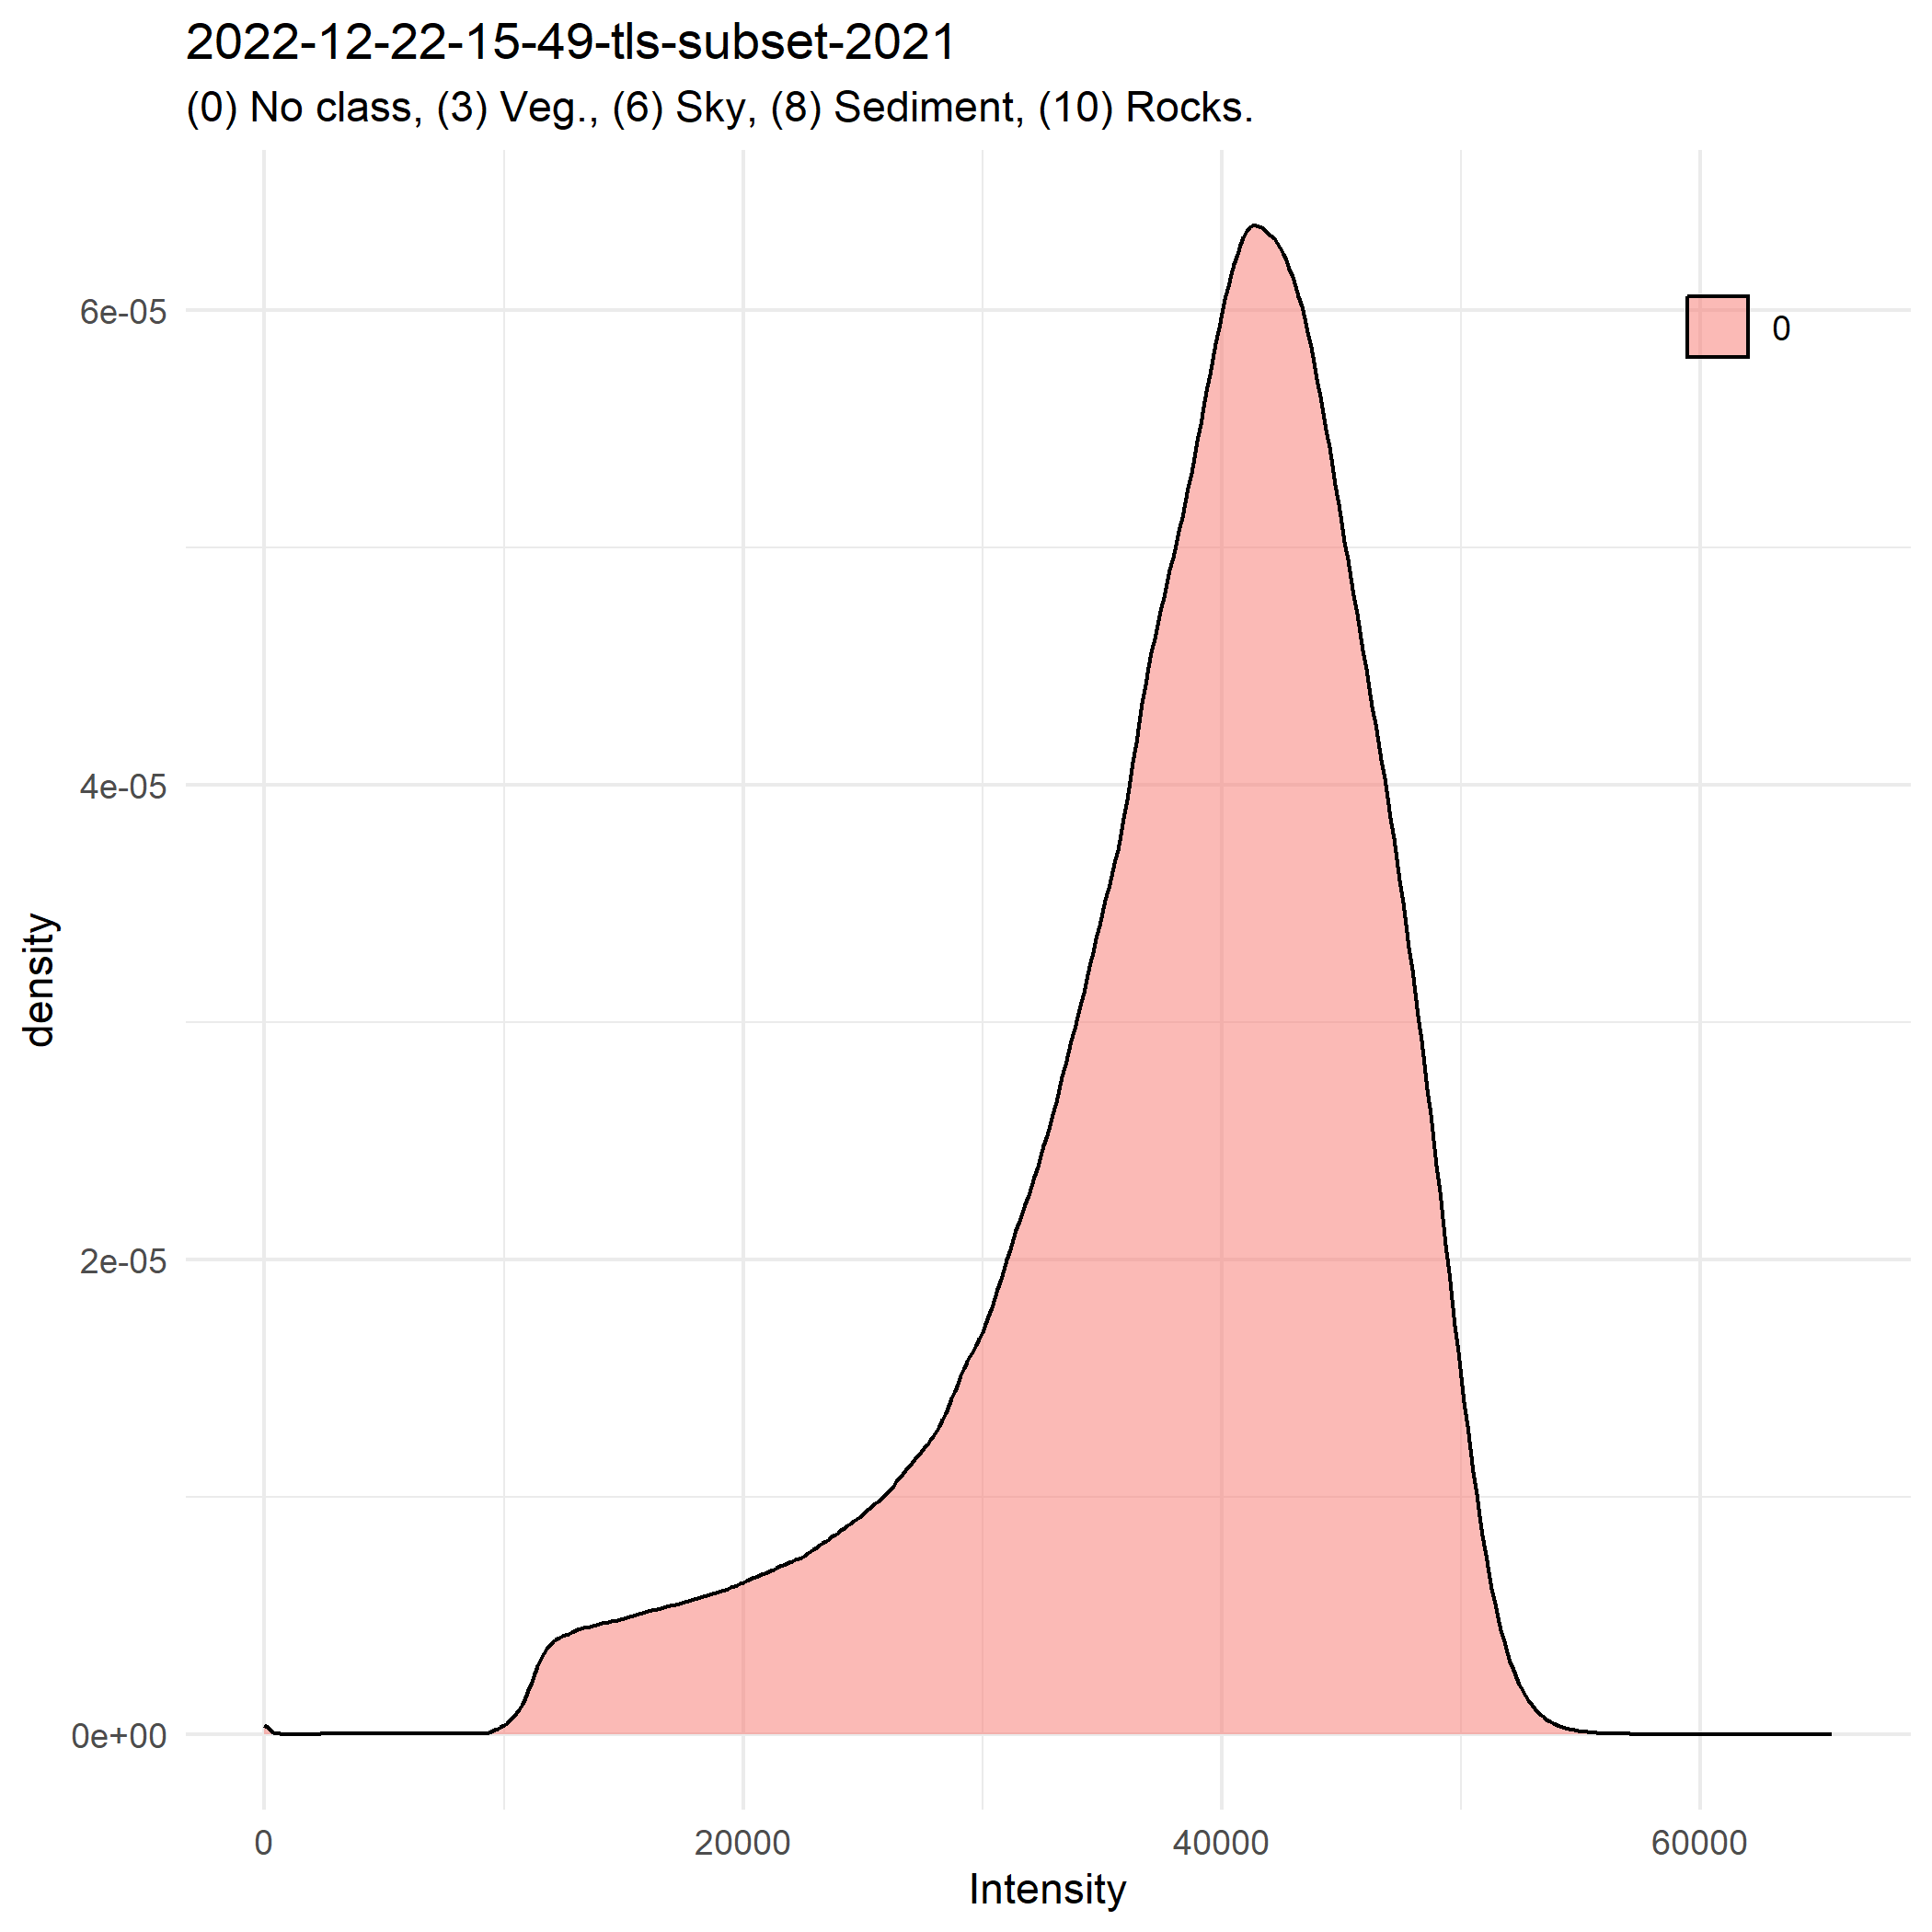 2022-12-22-15-49-tls-subset-2021
(0) No class, (3) Veg., (6) Sky, (8) Sediment, (10) Rocks.
0
6e-05
4e-05
2e-05
0e+00
density
0 20000 40000 60000
Intensity